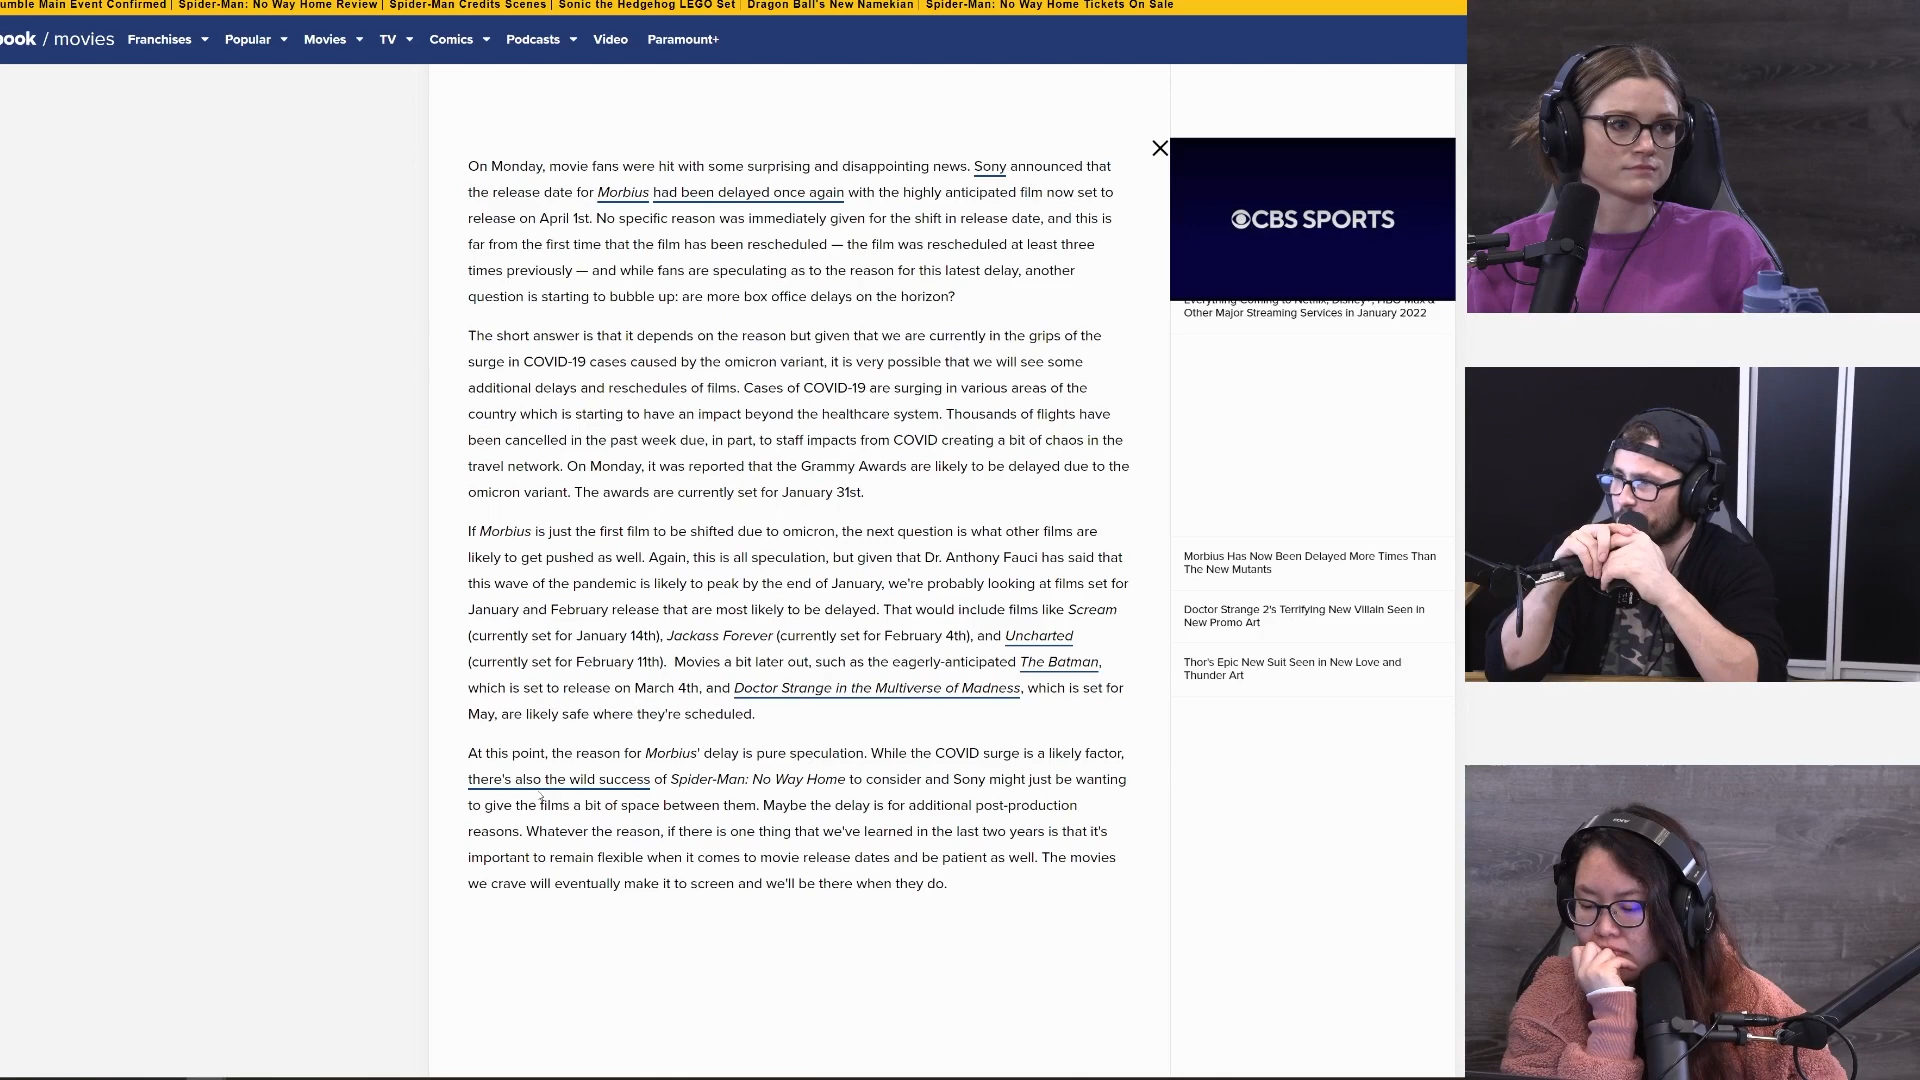 umble Main Event Confirmed | Spider-Man: No Way Home Review | Spider-Man Credits Scenes | Sonic the Hedgehog LEGO Set | Dragon Ball's New Namekian | Spider-Man: No Way Home Tickets On Sale
book / movies Franchises Popular Movies TV Comics Podcasts Video Paramount+
On Monday, movie fans were hit with some surprising and disappointing news. Sony announced that
the release date for Morbius had been delayed once again with the highly anticipated film now set to
release on April 1st. No specific reason was immediately given for the shift in release date, and this is
far from the first time that the film has been rescheduled — the film was rescheduled at least three
times previously — and while fans are speculating as to the reason for this latest delay, another
question is starting to bubble up: are more box office delays on the horizon?
The short answer is that it depends on the reason but given that we are currently in the grips of the
surge in COVID-19 cases caused by the omicron variant, it is very possible that we will see some
additional delays and reschedules of films. Cases of COVID-19 are surging in various areas of the
country which is starting to have an impact beyond the healthcare system. Thousands of flights have
been cancelled in the past week due, in part, to staff impacts from COVID creating a bit of chaos in the
travel network. On Monday, it was reported that the Grammy Awards are likely to be delayed due to the
omicron variant. The awards are currently set for January 31st.
If Morbius is just the first film to be shifted due to omicron, the next question is what other films are
likely to get pushed as well. Again, this is all speculation, but given that Dr. Anthony Fauci has said that
this wave of the pandemic is likely to peak by the end of January, we're probably looking at films set for
January and February release that are most likely to be delayed. That would include films like Scream
(currently set for January 14th), Jackass Forever (currently set for February 4th), and Uncharted
(currently set for February 11th). Movies a bit later out, such as the eagerly-anticipated The Batman,
which is set to release on March 4th, and Doctor Strange in the Multiverse of Madness, which is set for
May, are likely safe where they're scheduled.
At this point, the reason for Morbius' delay is pure speculation. While the COVID surge is a likely factor,
there's also the wild success of Spider-Man: No Way Home to consider and Sony might just be wanting
to give the films a bit of space between them. Maybe the delay is for additional post-production
reasons. Whatever the reason, if there is one thing that we've learned in the last two years is that it's
important to remain flexible when it comes to movie release dates and be patient as well. The movies
we crave will eventually make it to screen and we'll be there when they do.
CBS SPORTS
Everything Coming to Netflix, Disney+, HBO Max &
Other Major Streaming Services in January 2022
Morbius Has Now Been Delayed More Times Than
The New Mutants
Doctor Strange 2's Terrifying New Villain Seen in
New Promo Art
Thor's Epic New Suit Seen in New Love and
Thunder Art